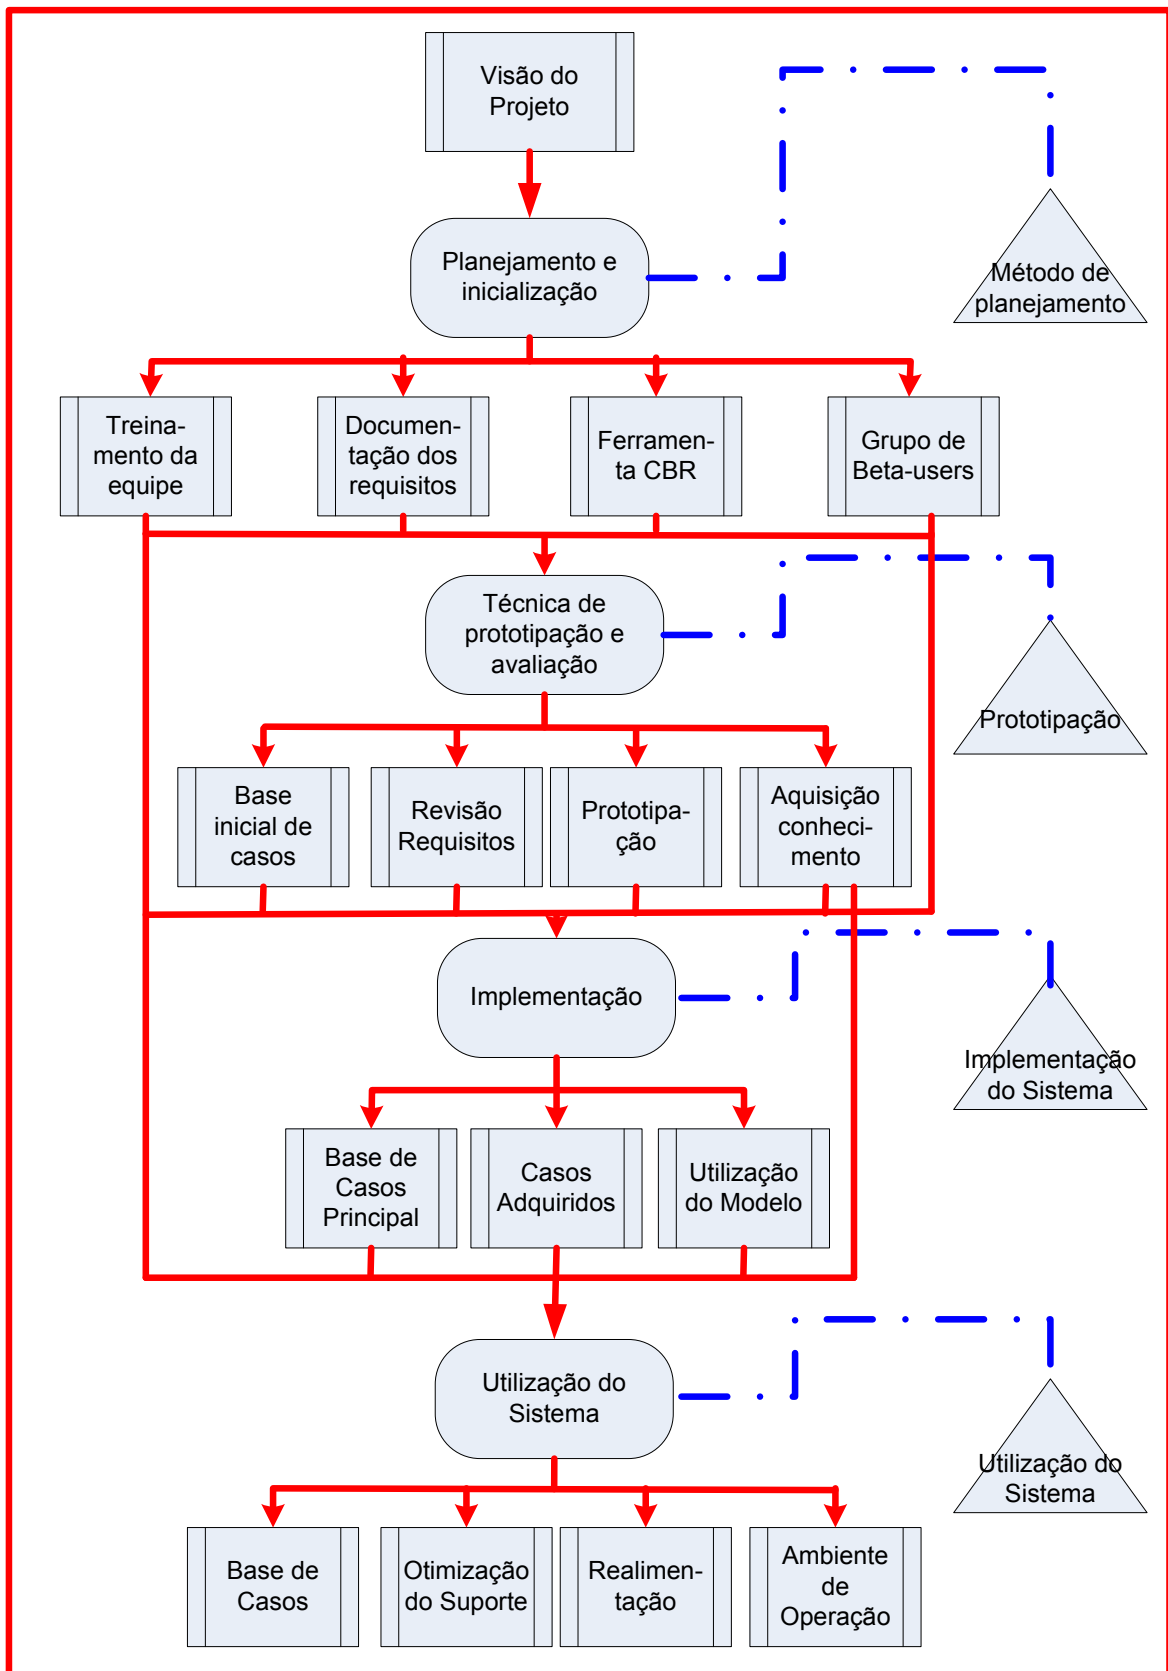 Visão do
Projeto
Planejamento e
inicialização
Método de
planejamento
Treina-
mento da
equipe
Documen-
tação dos
requisitos
Ferramen-
ta CBR
Grupo de
Beta-users
Técnica de
prototipação e
avaliação
Prototipação
Base
inicial de
casos
Revisão
Requisitos
Prototipa-
ção
Aquisição
conheci-
mento
Implementação
Implementação
do Sistema
Base de
Casos
Principal
Casos
Adquiridos
Utilização
do Modelo
Utilização do
Sistema
Utilização do
Sistema
Base de
Casos
Otimização
do Suporte
Realimen-
tação
Ambiente
de
Operação